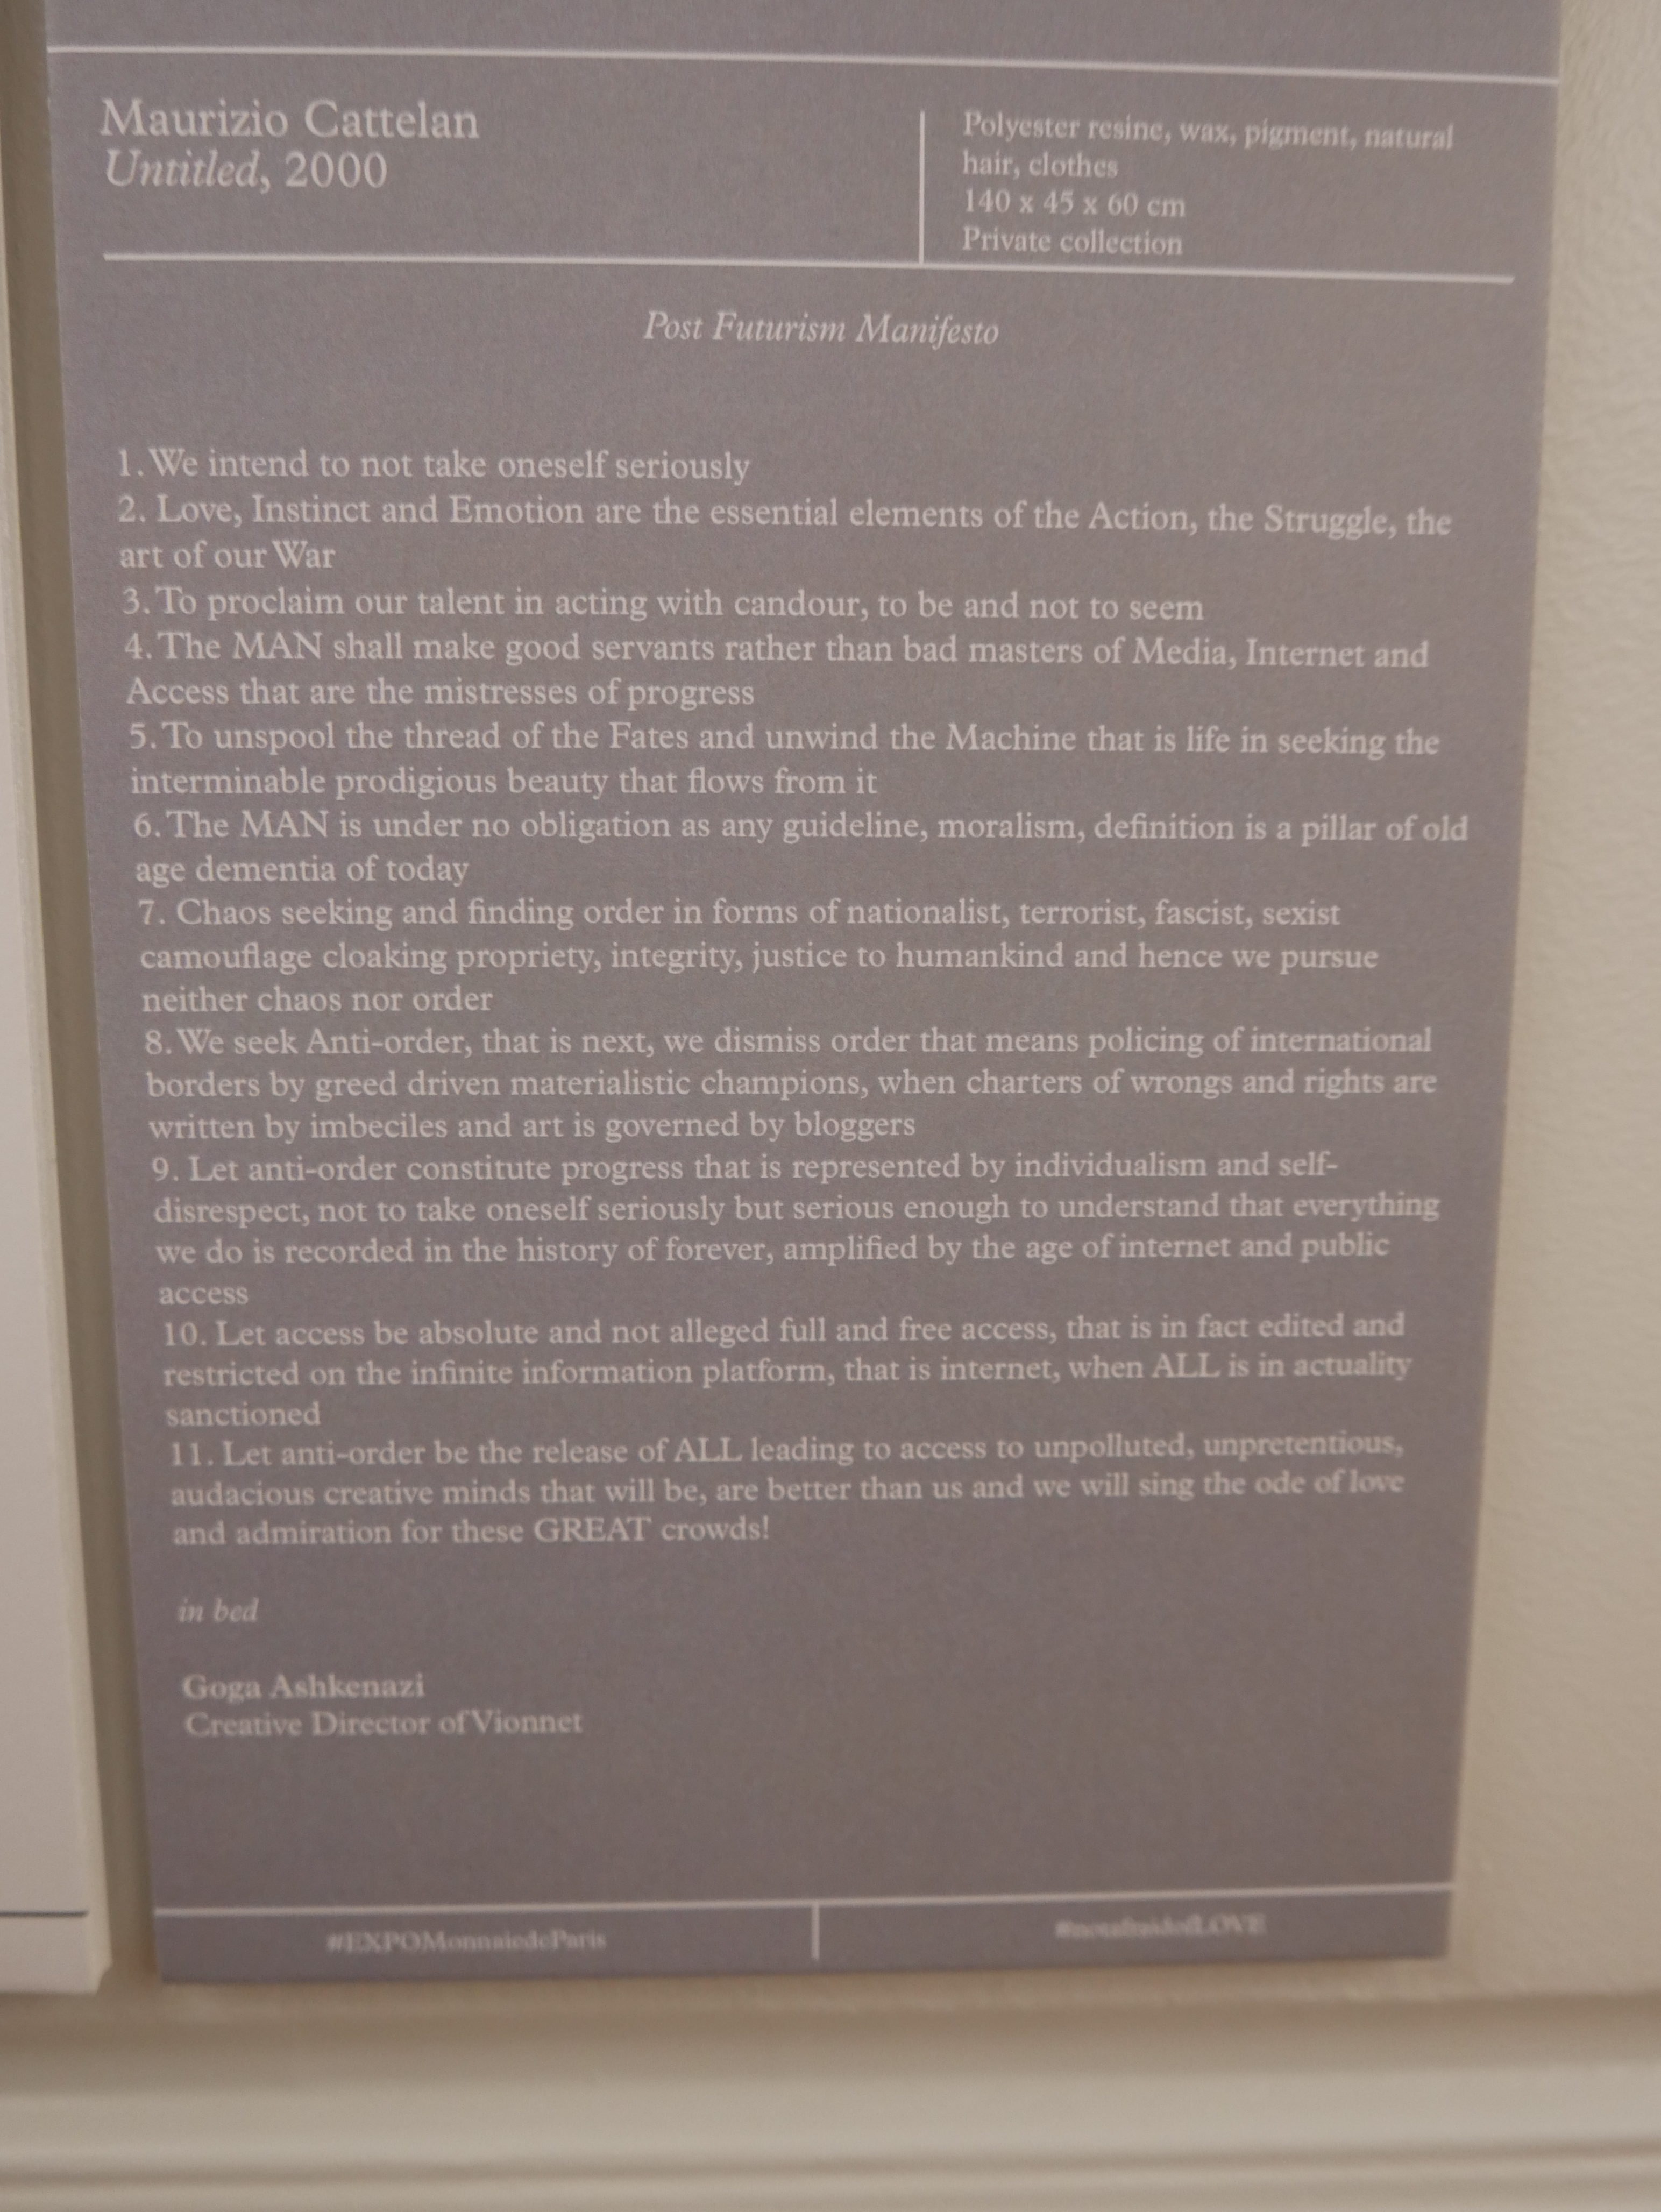 Maurizio Cattelan
Untitled, 2000
Polyester resine, wax, pigment, natural
hair, clothes
140 x 45 x 60 cm
Private collection
Post Futurism Manifesto
1. We intend to not take oneself seriously
2. Love, Instinct and Emotion are the essential elements of the Action, the Struggle, the
art of our War
3. To proclaim our talent in acting with candour, to be and not to seem
4. The MAN shall make good servants rather than bad masters of Media, Internet and
Access that are the mistresses of progress
5. To unspool the thread of the Fates and unwind the Machine that is life in seeking the
interminable prodigious beauty that flows from it
6. The MAN is under no obligation as any guideline, moralism, definition is a pillar of old
age dementia of today
7. Chaos seeking and finding order in forms of nationalist, terrorist, fascist, sexist
camouflage cloaking propriety, integrity, justice to humankind and hence we pursue
neither chaos nor order
8. We seek Anti-order, that is next, we dismiss order that means policing of international
borders by greed driven materialistic champions, when charters of wrongs and rights are
written by imbeciles and art is governed by bloggers
9. Let anti-order constitute progress that is represented by individualism and self-
disrespect, not to take oneself seriously but serious enough to understand that everything
we do is recorded in the history of forever, amplified by the age of internet and public
access
10. Let access be absolute and not alleged full and free access, that is in fact edited and
restricted on the infinite information platform, that is internet, when ALL is in actuality
sanctioned
11. Let anti-order be the release of ALL leading to access to unpolluted, unpretentious,
audacious creative minds that will be, are better than us and we will sing the ode of love
and admiration for these GREAT crowds!
in bed
Goga Ashkenazi
Creative Director of Vionnet
#EXPOMonnaiedeParis
#notafraidofLOVE